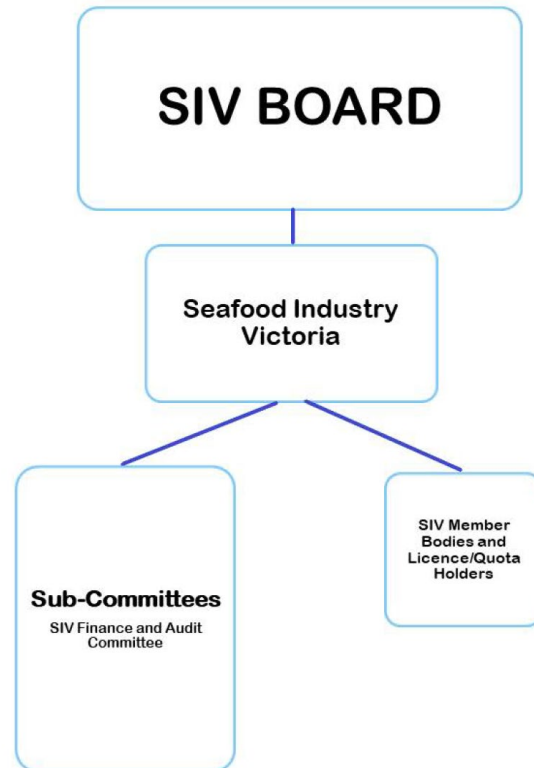 SIV BOARD
Seafood Industry
Victoria
Sub-Committees
SIV Finance and Audit
Committee
SIV Member
Bodies and
Licence/Quota
Holders